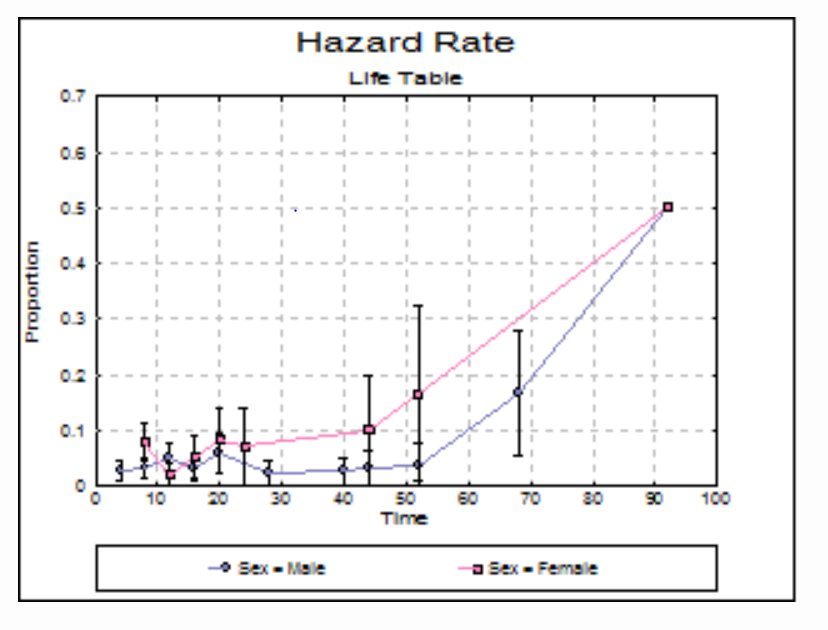 Hazard Rate
Life Table
0.7
0.6
0.5
0.4
0.3
0.2
0.1
0
Proportion
0 10 20 30 40 50 60 70 80 90 100
Time
Sex = Male Sex = Female